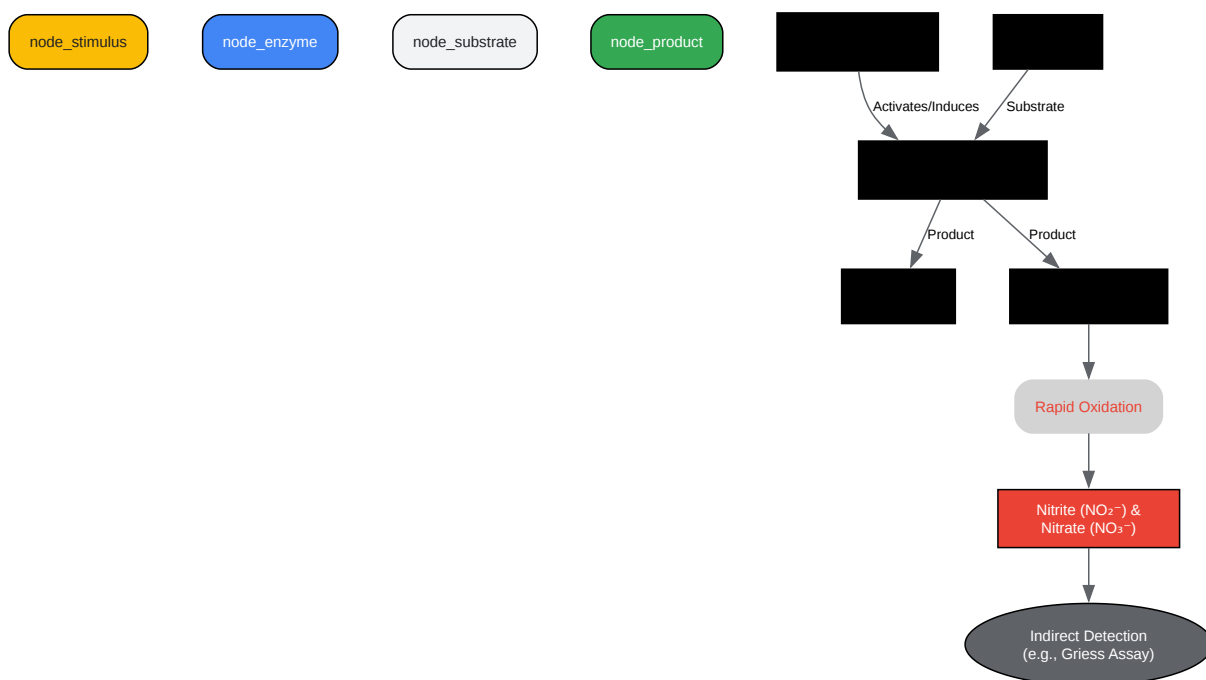 node_stimulus
node_enzyme
node_substrate
node_product
Activates/Induces
Substrate
Product
Product
Rapid Oxidation
Nitrite (NO₂⁻) &
Nitrate (NO₃⁻)
Indirect Detection
(e.g., Griess Assay)